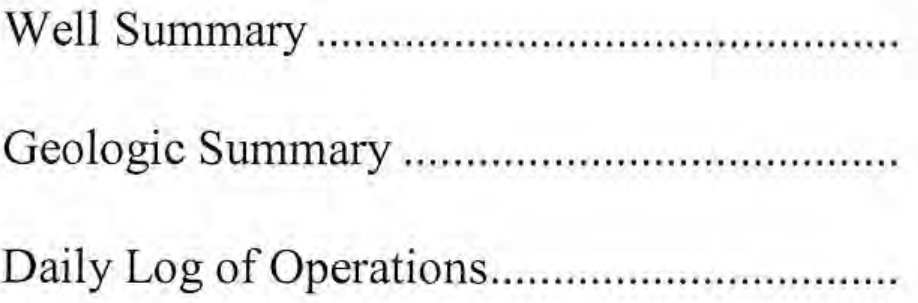 Well Summary ................................................
Geologic Summary ........................................
Daily Log of Operations.................................